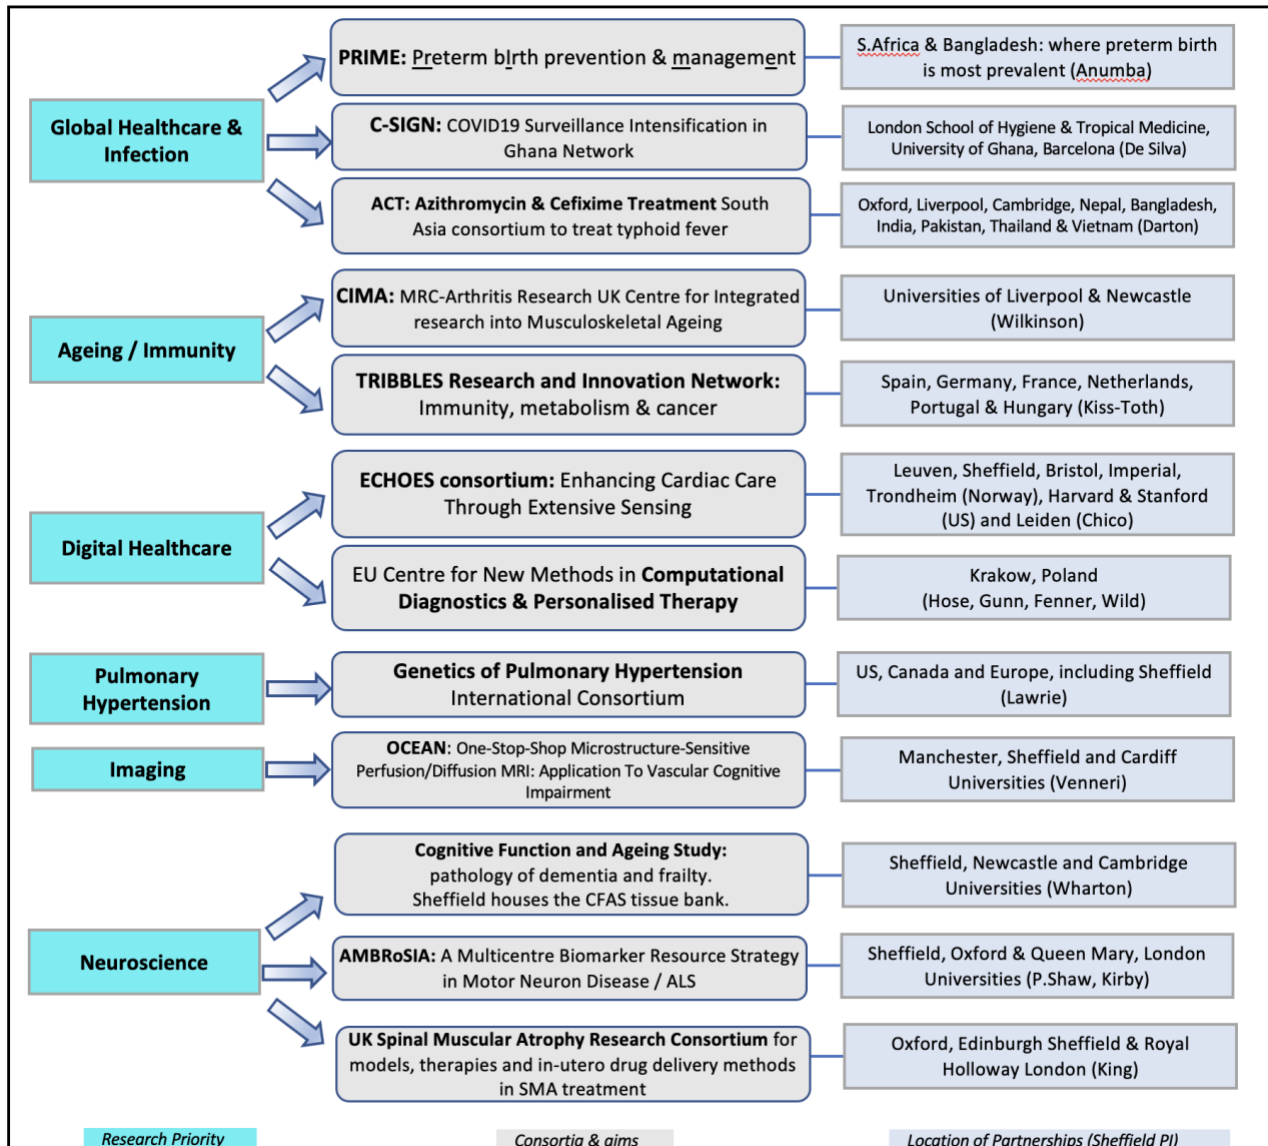 PRIME: Preterm bIrth prevention & management
S.Africa & Bangladesh: where preterm birth
is most prevalent (Anumba)
Global Healthcare &
Infection
C-SIGN: COVID19 Surveillance Intensification in
Ghana Network
London School of Hygiene & Tropical Medicine,
University of Ghana, Barcelona (De Silva)
ACT: Azithromycin & Cefixime Treatment South
Asia consortium to treat typhoid fever
Oxford, Liverpool, Cambridge, Nepal, Bangladesh,
India, Pakistan, Thailand & Vietnam (Darton)
Ageing / Immunity
CIMA: MRC-Arthritis Research UK Centre for Integrated
research into Musculoskeletal Ageing
Universities of Liverpool & Newcastle
(Wilkinson)
TRIBBLES Research and Innovation Network:
Immunity, metabolism & cancer
Spain, Germany, France, Netherlands,
Portugal & Hungary (Kiss-Toth)
Digital Healthcare
ECHOES consortium: Enhancing Cardiac Care
Through Extensive Sensing
Leuven, Sheffield, Bristol, Imperial,
Trondheim (Norway), Harvard & Stanford
(US) and Leiden (Chico)
EU Centre for New Methods in Computational
Diagnostics & Personalised Therapy
Krakow, Poland
(Hose, Gunn, Fenner, Wild)
Pulmonary
Hypertension
Genetics of Pulmonary Hypertension
International Consortium
US, Canada and Europe, including Sheffield
(Lawrie)
Imaging
OCEAN: One-Stop-Shop Microstructure-Sensitive
Perfusion/Diffusion MRI: Application To Vascular Cognitive
Impairment
Manchester, Sheffield and Cardiff
Universities (Venneri)
Neuroscience
Cognitive Function and Ageing Study:
pathology of dementia and frailty.
Sheffield houses the CFAS tissue bank.
Sheffield, Newcastle and Cambridge
Universities (Wharton)
AMBRoSIA: A Multicentre Biomarker Resource Strategy
in Motor Neuron Disease / ALS
Sheffield, Oxford & Queen Mary, London
Universities (P.Shaw, Kirby)
UK Spinal Muscular Atrophy Research Consortium for
models, therapies and in-utero drug delivery methods
in SMA treatment
Oxford, Edinburgh Sheffield & Royal
Holloway London (King)
Research Priority
Consortia & aims
Location of Partnerships (Sheffield PI)